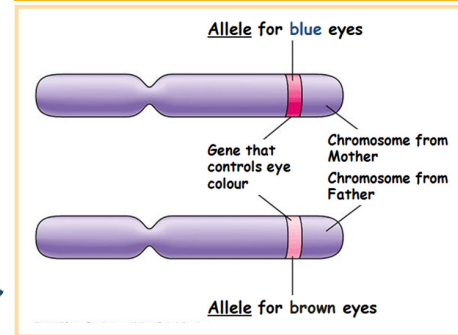 Allele for blue eyes
Gene that
controls eye
colour
Chromosome from
Mother
Chromosome from
Father
Allele for brown eyes